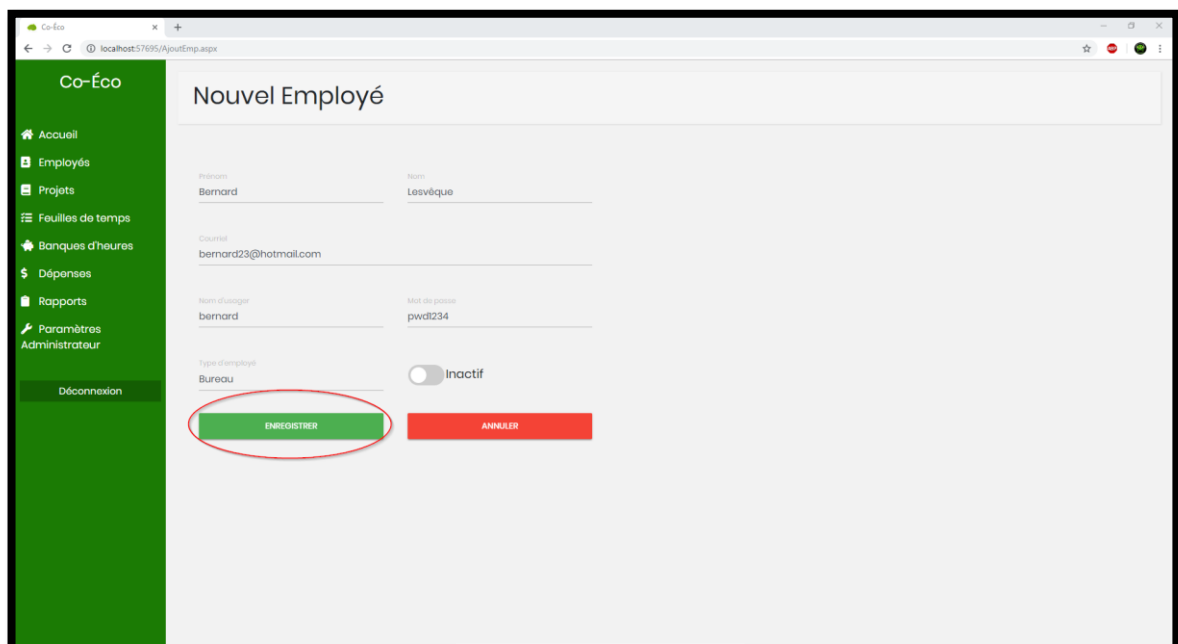 Co-Éco
localhost:57695/AjoutEmp.aspx
Co-Éco
Accueil
Employés
Projets
Feuilles de temps
Banques d'heures
$ Dépenses
Rapports
Paramètres
Administrateur
Déconnexion
Nouvel Employé
Prénom
Nom
Bernard
Lesvêque
Courriel
bernard23@hotmail.com
Nom d'usager
Mot de passe
bernard
pwd1234
Type d'employé
Bureau
Inactif
ENREGISTRER
ANNULER